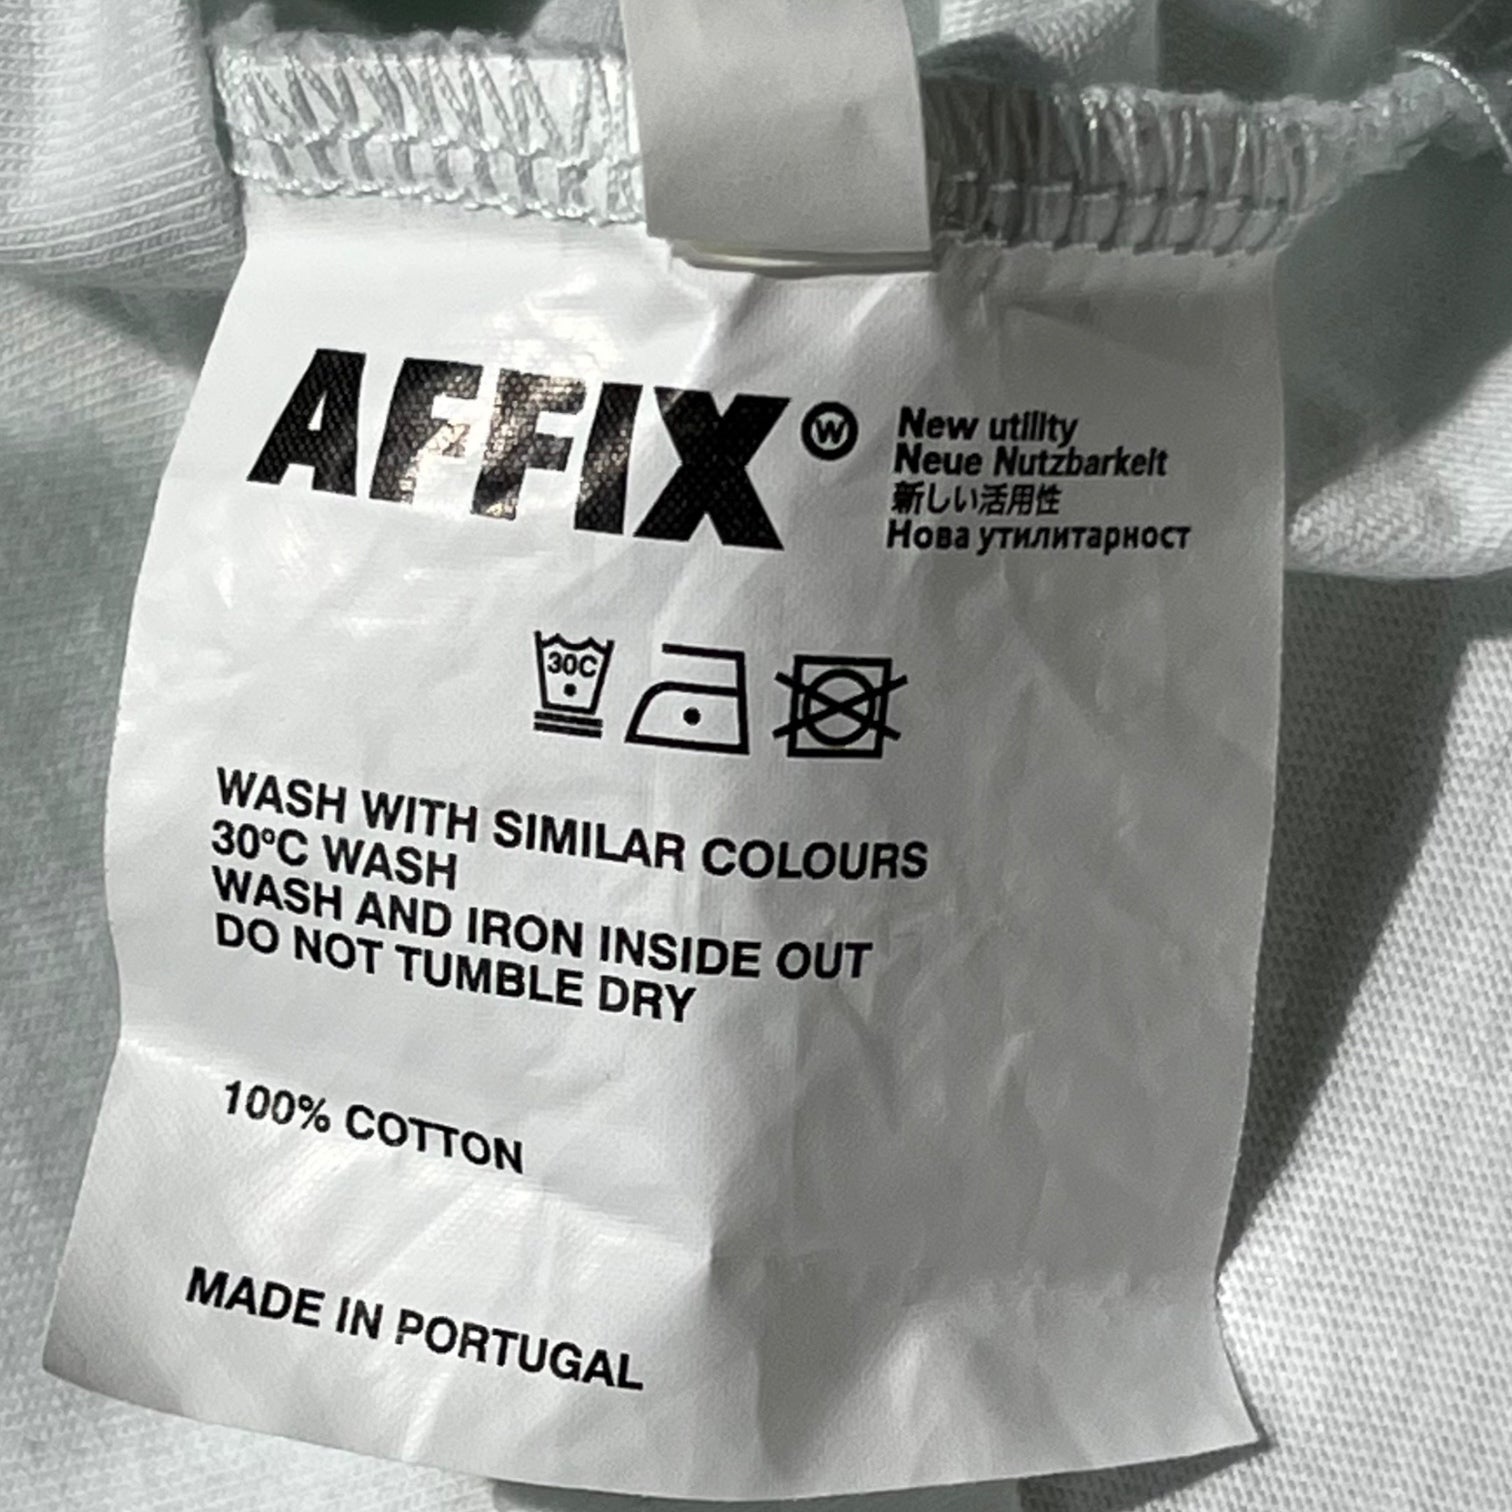 AFFIX Ⓦ
New utility
Neue Nutzbarkeit
新しい活用性
Нова утилитарност
30C
WASH WITH SIMILAR COLOURS
30ºC WASH
WASH AND IRON INSIDE OUT
DO NOT TUMBLE DRY
100% COTTON
MADE IN PORTUGAL